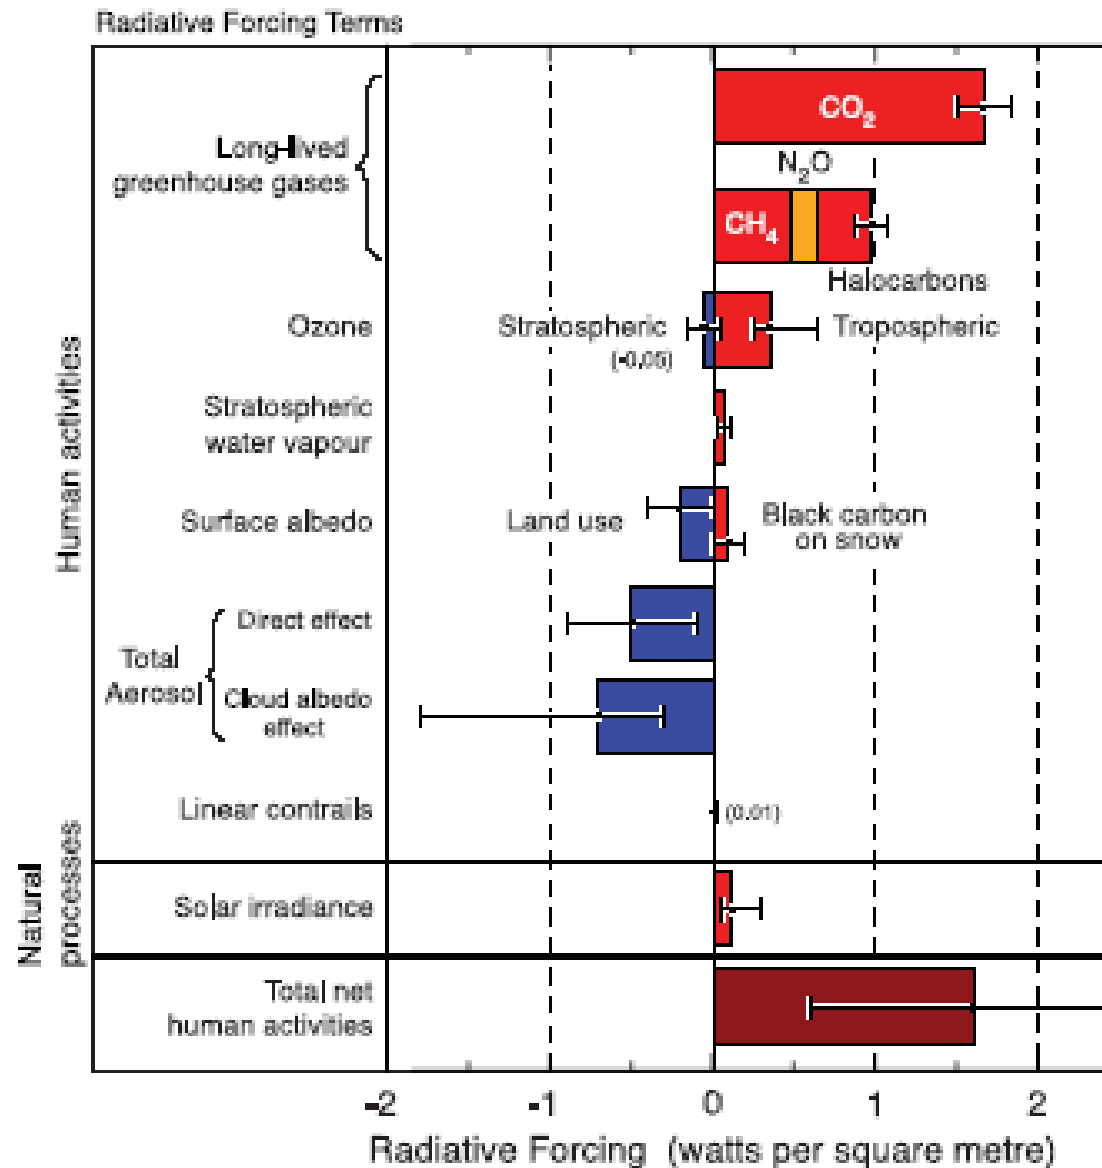 Radiative Forcing Terms
Human activities
Long-lived
greenhouse gases
CO₂
N₂O
CH₄
Halocarbons
Ozone
Stratospheric
(-0.05)
Tropospheric
Stratospheric
water vapour
Surface albedo
Land use
Black carbon
on snow
Total
Aerosol
Direct effect
Cloud albedo
effect
Linear contrails
(0.01)
Natural
processes
Solar irradiance
Total net
human activities
-2 -1 0 1 2
Radiative Forcing (watts per square metre)